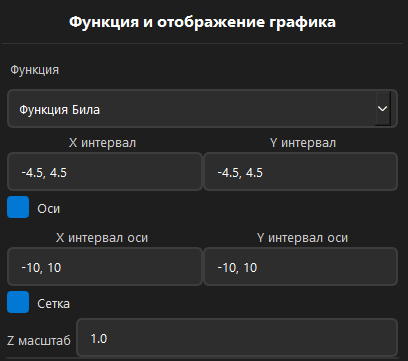 Функция и отображение графика
Функция
Функция Била
X интервал Y интервал
-4.5, 4.5 -4.5, 4.5
Оси
X интервал оси Y интервал оси
-10, 10 -10, 10
Сетка
Z масштаб 1.0